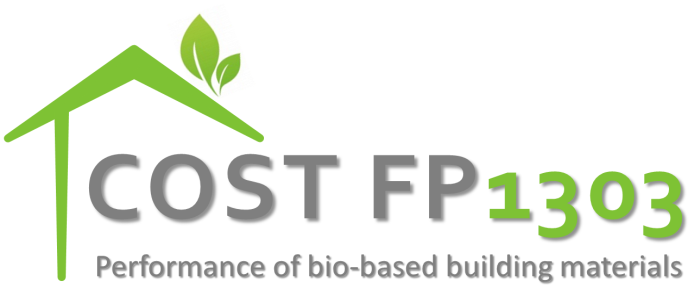 COST FP1303
Performance of bio-based building materials